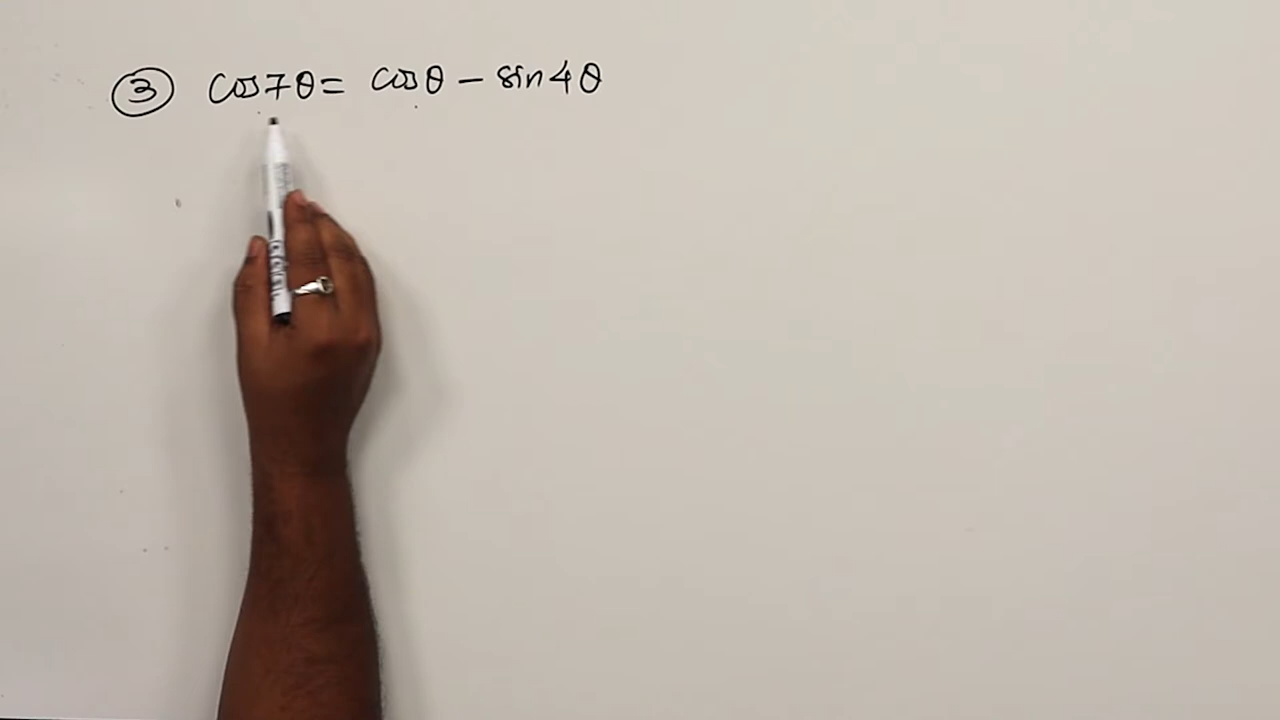 ③ cos7θ = cosθ − sin4θ